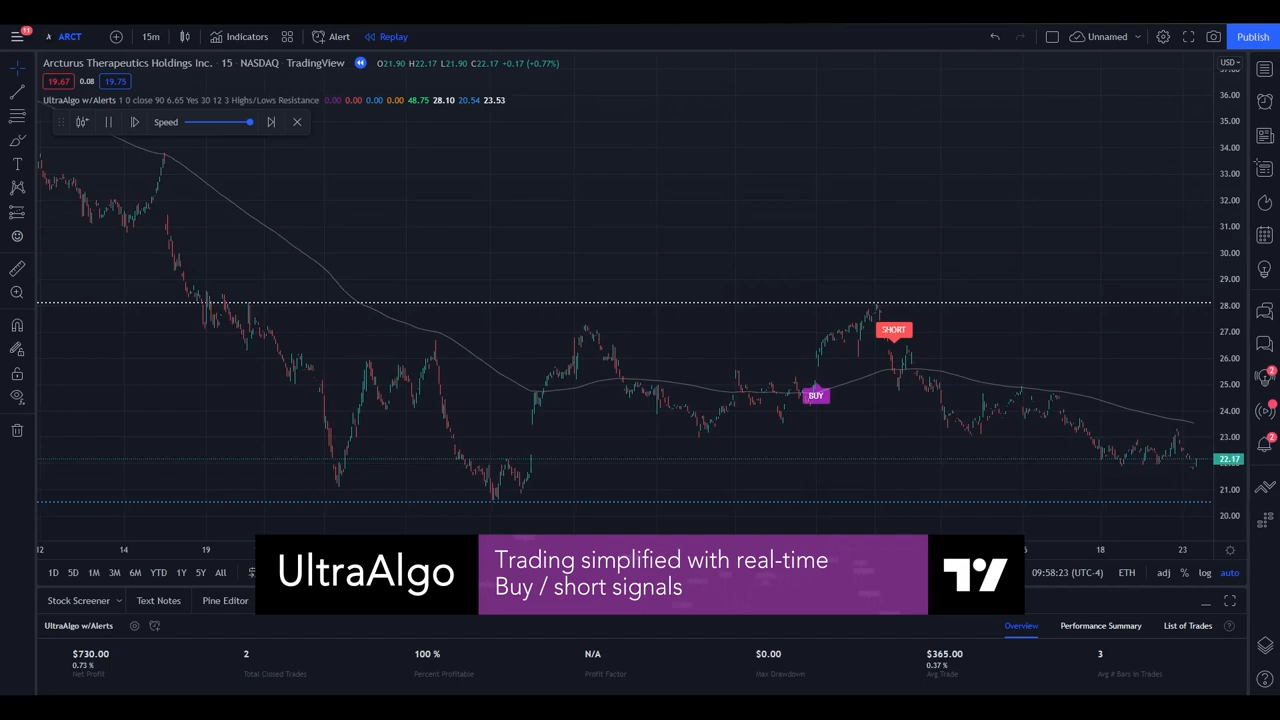 11
ARCT
15m
Indicators
Alert
Replay
Unnamed
Publish
Arcturus Therapeutics Holdings Inc. · 15 · NASDAQ · TradingView
O21.90 H22.17 L21.90 C22.17 +0.17 (+0.77%)
USD
19.67 0.08 19.75
UltraAlgo w/Alerts 1 0 close 90 6.65 Yes 30 12 3 Highs/Lows Resistance 0.00 0.00 0.00 0.00 48.75 28.10 20.54 23.53
Speed
36.00
35.00
34.00
33.00
32.00
31.00
30.00
29.00
28.00
27.00
26.00
25.00
24.00
23.00
22.17
21.00
20.00
SHORT
BUY
2
2
12 14 19 18 23
UltraAlgo
Trading simplified with real-time
Buy / short signals
1D 5D 1M 3M 6M YTD 1Y 5Y All
09:58:23 (UTC-4) ETH adj % log auto
Stock Screener Text Notes Pine Editor
UltraAlgo w/Alerts
Overview Performance Summary List of Trades
$730.00 2 100 % N/A $0.00 $365.00 3
0.73 % 0.37 %
Net Profit Total Closed Trades Percent Profitable Profit Factor Max Drawdown Avg Trade Avg # Bars In Trades